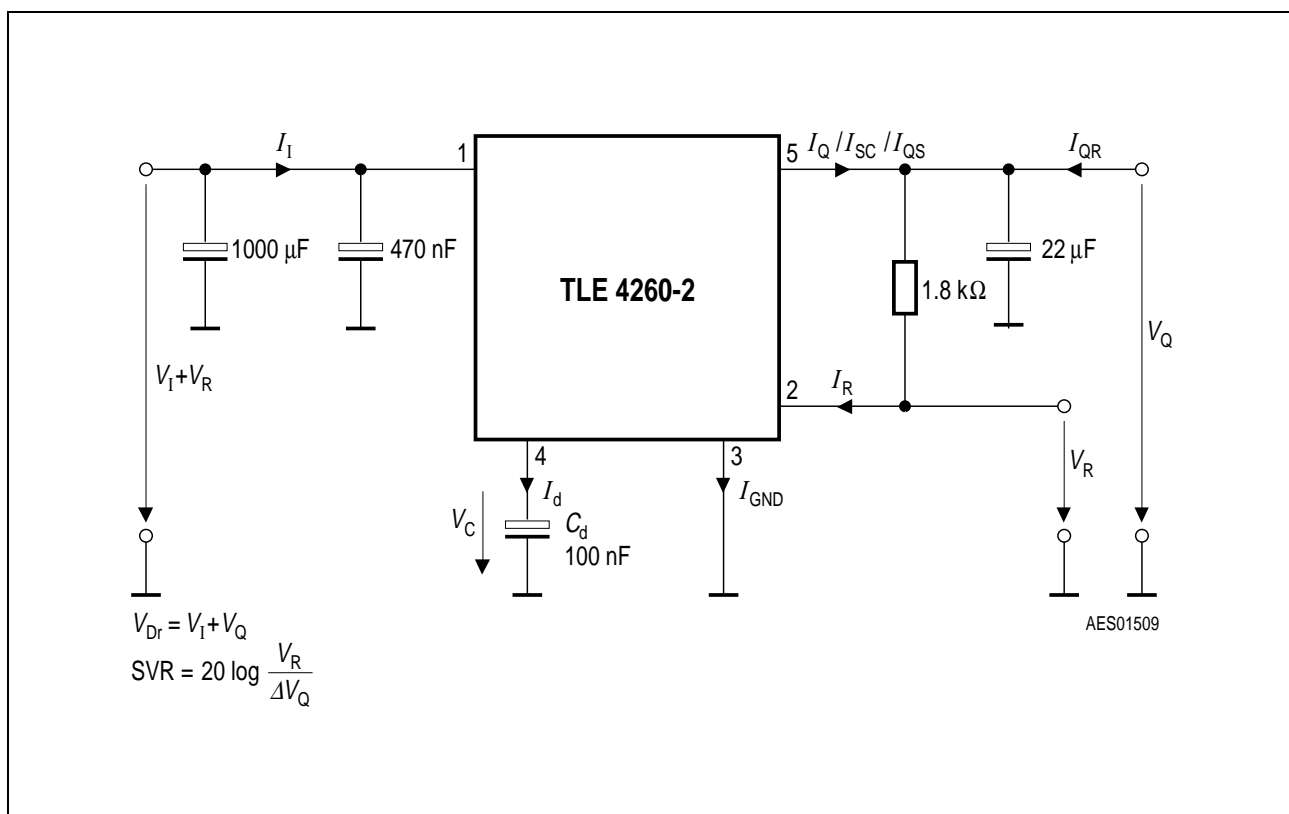 I_I
1
5
I_Q /I_SC /I_QS
I_QR
1000 µF
470 nF
TLE 4260-2
1.8 kΩ
22 µF
V_I+V_R
V_Q
2
I_R
4
3
V_R
I_d
I_GND
V_C
C_d
100 nF
V_Dr = V_I+V_Q
SVR = 20 log V_R / ΔV_Q
AES01509